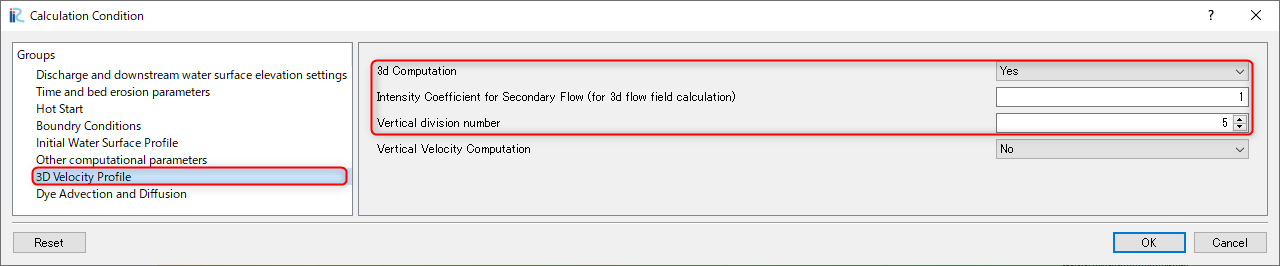 Calculation Condition
Groups
Discharge and downstream water surface elevation settings
Time and bed erosion parameters
Hot Start
Boundry Conditions
Initial Water Surface Profile
Other computational parameters
3D Velocity Profile
Dye Advection and Diffusion
3d Computation Yes
Intensity Coefficient for Secondary Flow (for 3d flow field calculation) 1
Vertical division number 5
Vertical Velocity Computation No
Reset OK Cancel